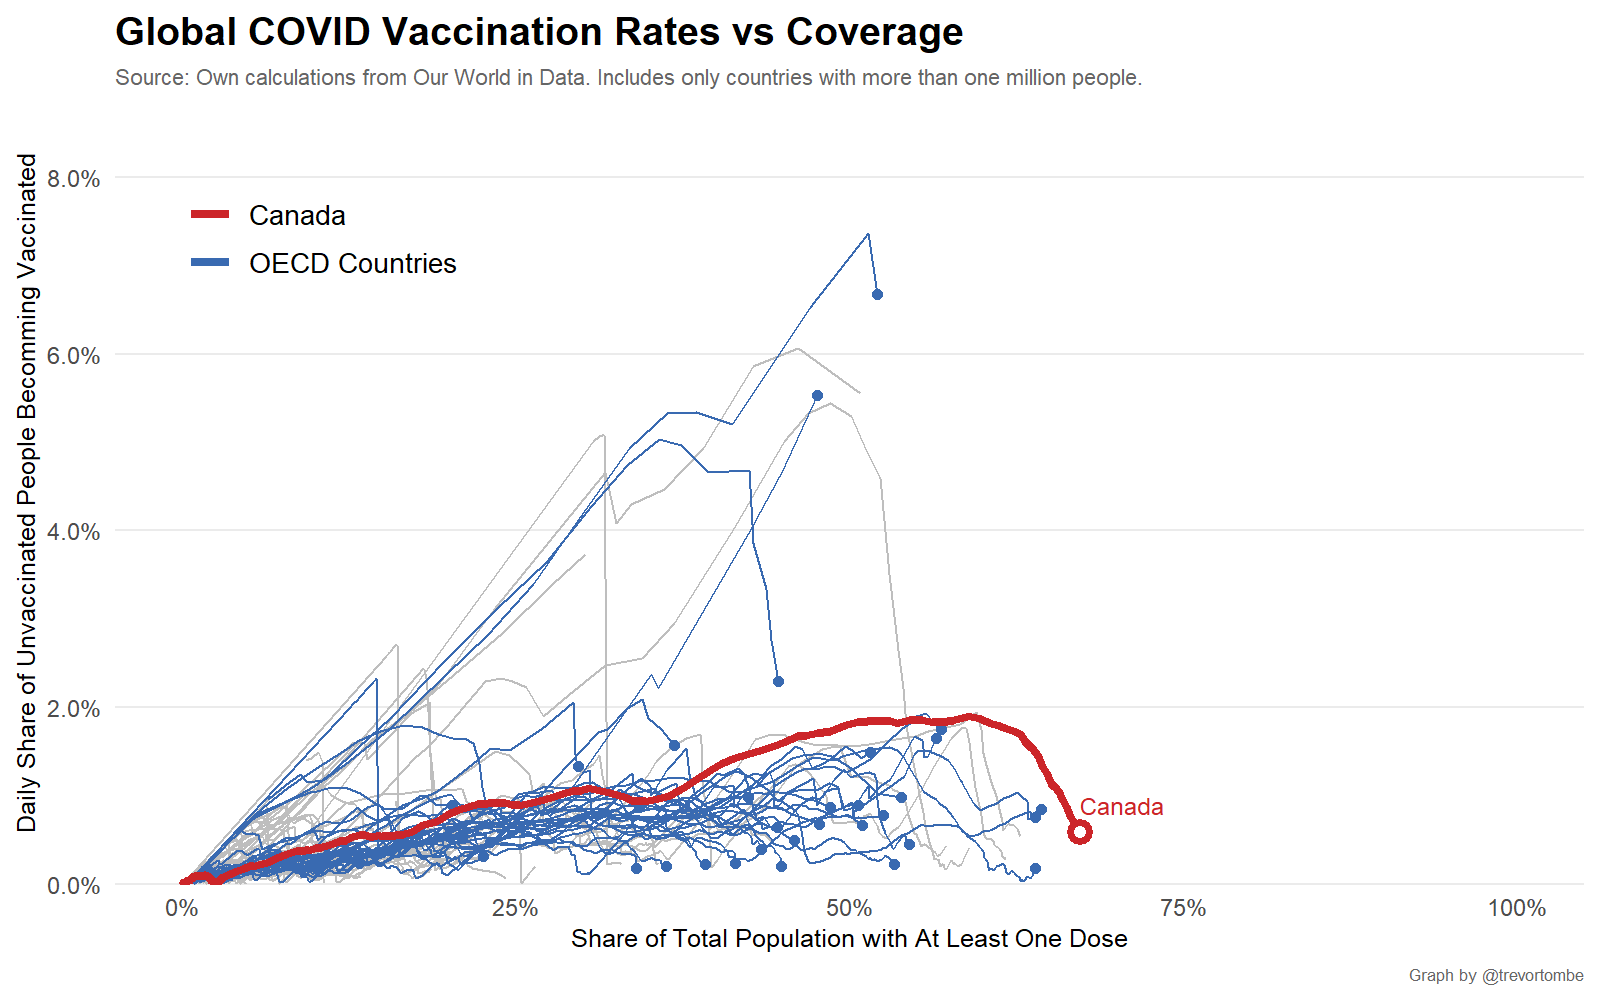 Global COVID Vaccination Rates vs Coverage
Source: Own calculations from Our World in Data. Includes only countries with more than one million people.
Daily Share of Unvaccinated People Becomming Vaccinated
8.0%
6.0%
4.0%
2.0%
0.0%
Canada
OECD Countries
Canada
0%
25%
50%
75%
100%
Share of Total Population with At Least One Dose
Graph by @trevortombe